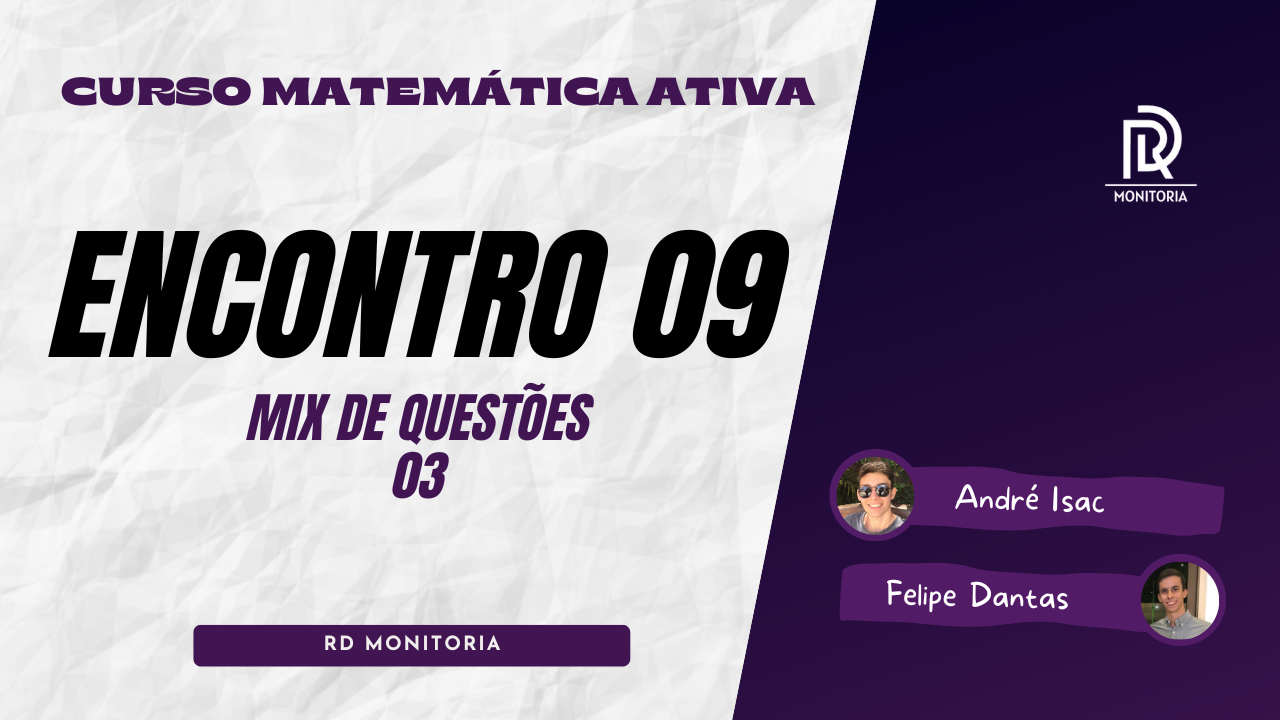 CURSO MATEMÁTICA ATIVA
ENCONTRO 09
MIX DE QUESTÕES
03
RD MONITORIA
RD
MONITORIA
André Isac
Felipe Dantas